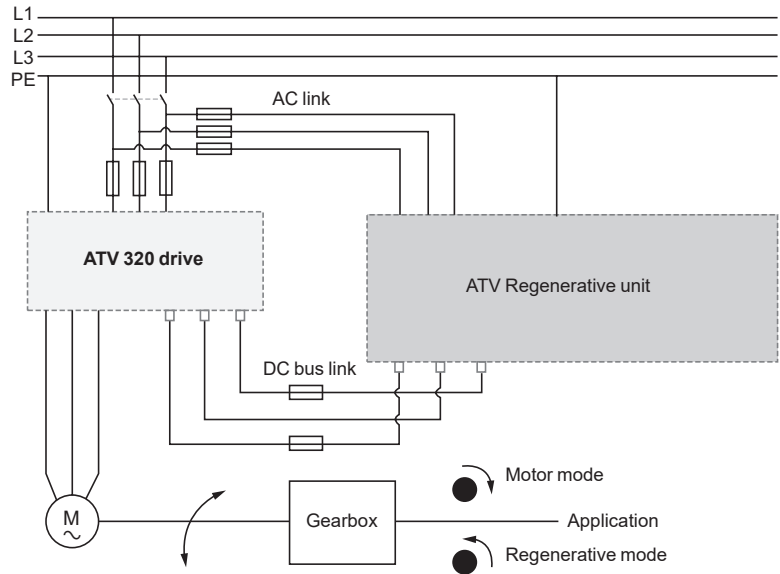 L1
L2
L3
PE
AC link
ATV 320 drive
ATV Regenerative unit
DC bus link
Motor mode
M
Gearbox
Application
Regenerative mode